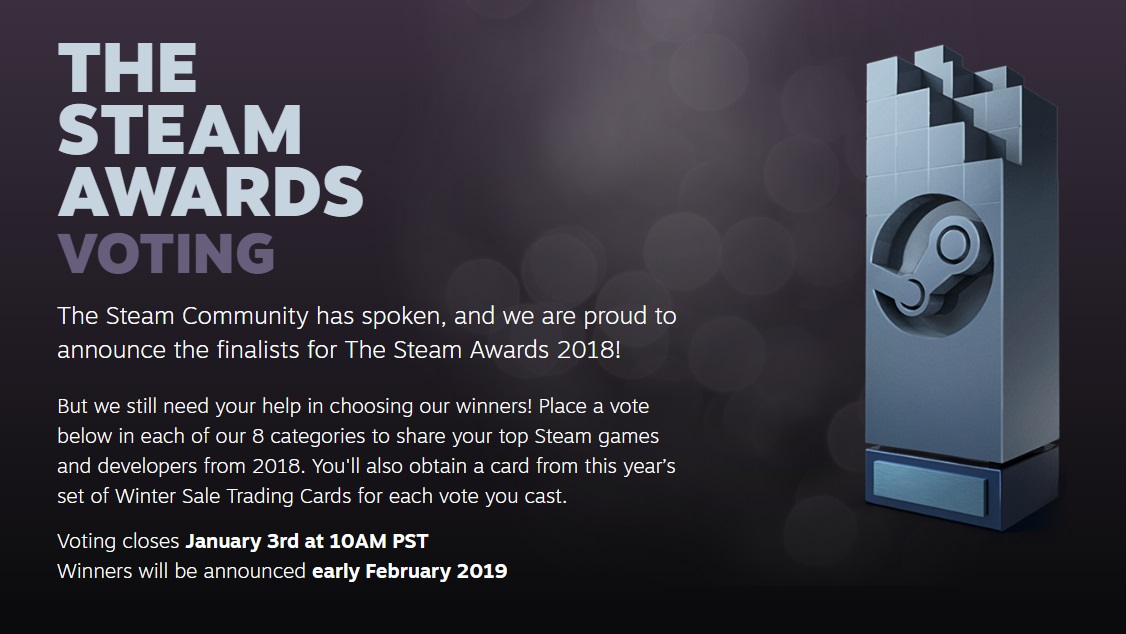 THE
STEAM
AWARDS
VOTING
The Steam Community has spoken, and we are proud to
announce the finalists for The Steam Awards 2018!
But we still need your help in choosing our winners! Place a vote
below in each of our 8 categories to share your top Steam games
and developers from 2018. You'll also obtain a card from this year’s
set of Winter Sale Trading Cards for each vote you cast.
Voting closes January 3rd at 10AM PST
Winners will be announced early February 2019